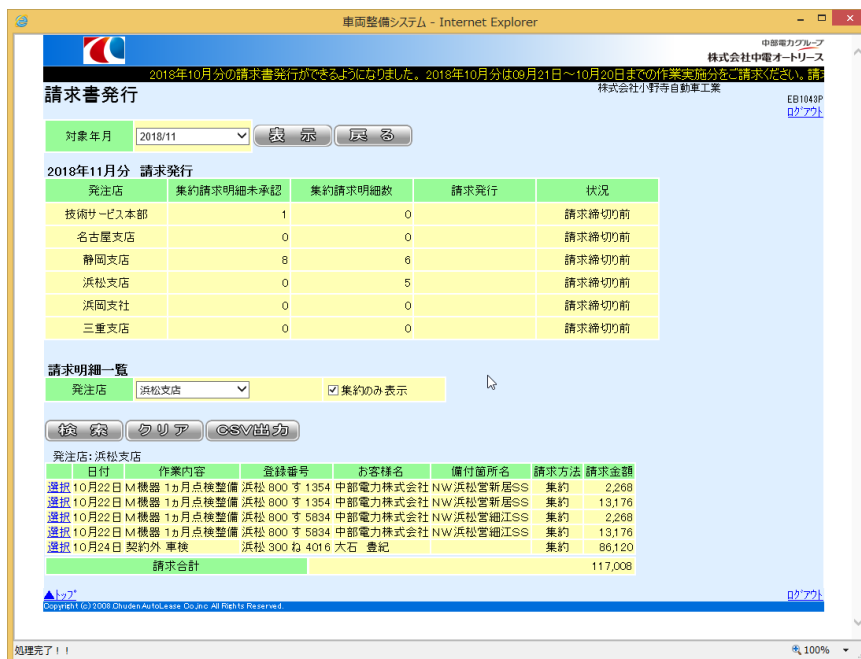 車両整備システム - Internet Explorer
中部電力グループ
株式会社中電オートリース
2018年10月分の請求書発行ができるようになりました。2018年10月分は09月21日～10月20日までの作業実施分をご請求ください。請
請求書発行
株式会社小野寺自動車工業
EB1043P
ログアウト
対象年月 2018/11 表 示 戻 る
2018年11月分 請求発行
発注店 集約請求明細未承認 集約請求明細数 請求発行 状況
技術サービス本部 1 0 請求締切り前
名古屋支店 0 0 請求締切り前
静岡支店 8 6 請求締切り前
浜松支店 0 5 請求締切り前
浜岡支社 0 0 請求締切り前
三重支店 0 0 請求締切り前
請求明細一覧
発注店 浜松支店 集約のみ表示
検 索 クリア CSV出力
発注店:浜松支店
日付 作業内容 登録番号 お客様名 備付箇所名 請求方法 請求金額
選択 10月22日 M機器 1ヵ月点検整備 浜松 800 す 1354 中部電力株式会社 NW浜松営新居SS 集約 2,268
選択 10月22日 M機器 1ヵ月点検整備 浜松 800 す 1354 中部電力株式会社 NW浜松営新居SS 集約 13,176
選択 10月22日 M機器 1ヵ月点検整備 浜松 800 す 5834 中部電力株式会社 NW浜松営細江SS 集約 2,268
選択 10月22日 M機器 1ヵ月点検整備 浜松 800 す 5834 中部電力株式会社 NW浜松営細江SS 集約 13,176
選択 10月24日 契約外 車検 浜松 300 ね 4016 大石 豊紀 集約 86,120
請求合計 117,008
▲トップ ログアウト
Copyright (c) 2008 Chuden AutoLease Co.,inc All Rights Reserved.
処理完了!! 100%